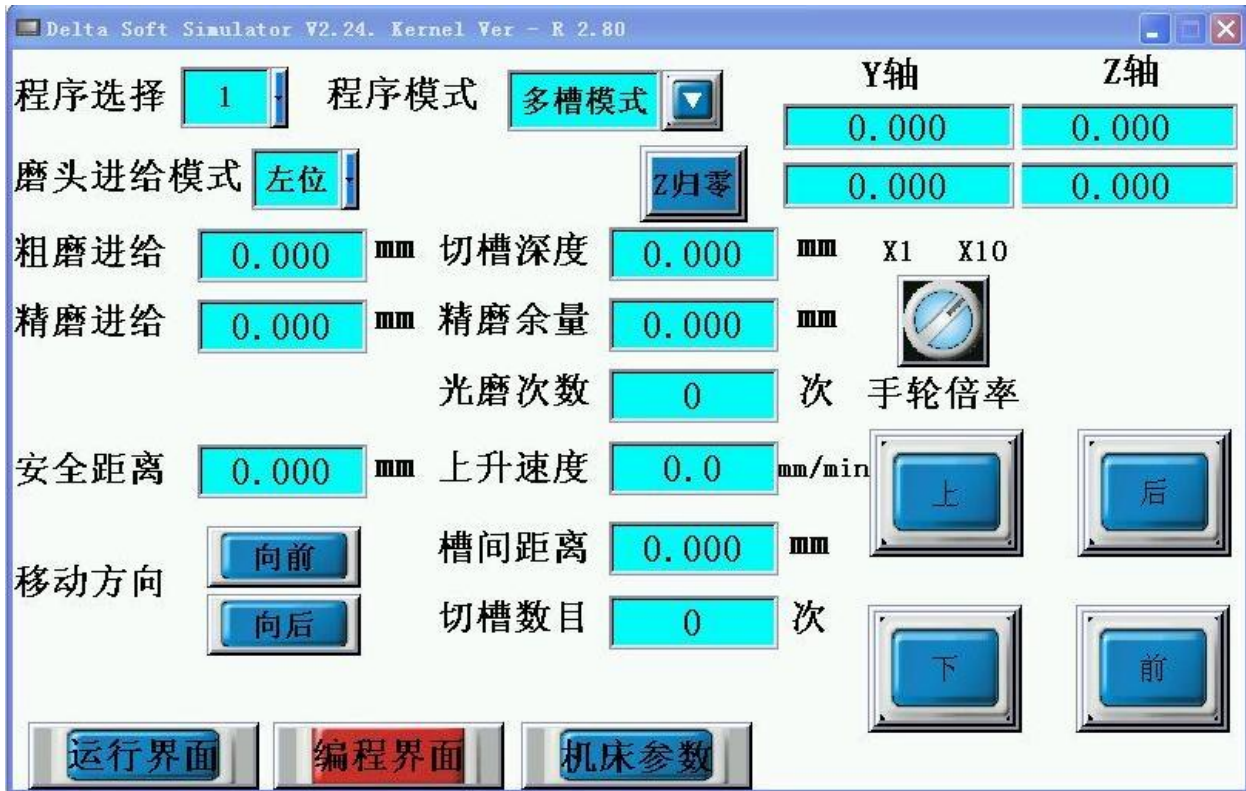 Delta Soft Simulator V2.24. Kernel Ver - R 2.80
程序选择 1 程序模式 多槽模式 Y轴 Z轴
0.000 0.000
磨头进给模式 左位 Z归零 0.000 0.000
粗磨进给 0.000 mm 切槽深度 0.000 mm X1 X10
精磨进给 0.000 mm 精磨余量 0.000 mm
光磨次数 0 次 手轮倍率
安全距离 0.000 mm 上升速度 0.0 mm/min 上 后
移动方向 向前 槽间距离 0.000 mm
向后 切槽数目 0 次 下 前
运行界面 编程界面 机床参数